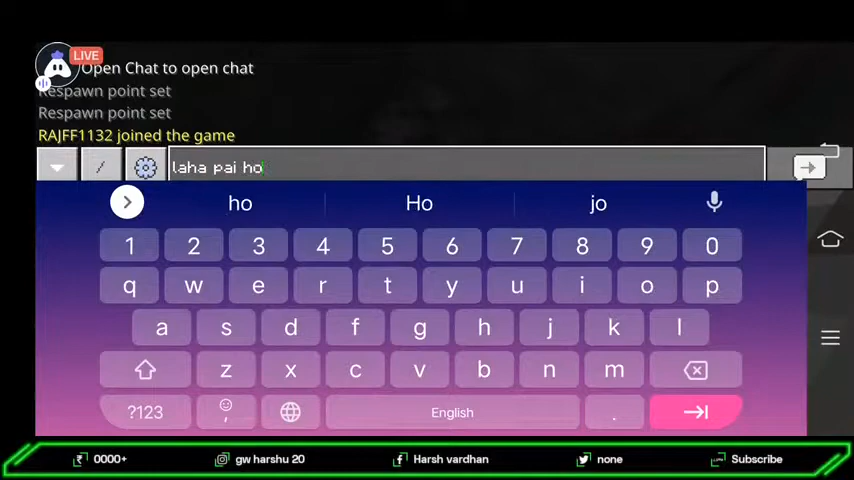 LIVE
Open Chat to open chat
Respawn point set
Respawn point set
RAJFF1132 joined the game
/ laha pai ho
ho Ho jo
1 2 3 4 5 6 7 8 9 0
q w e r t y u i o p
a s d f g h j k l
z x c v b n m
?123 , English .
₹ 0000+ gw harshu 20 Harsh vardhan none Subscribe